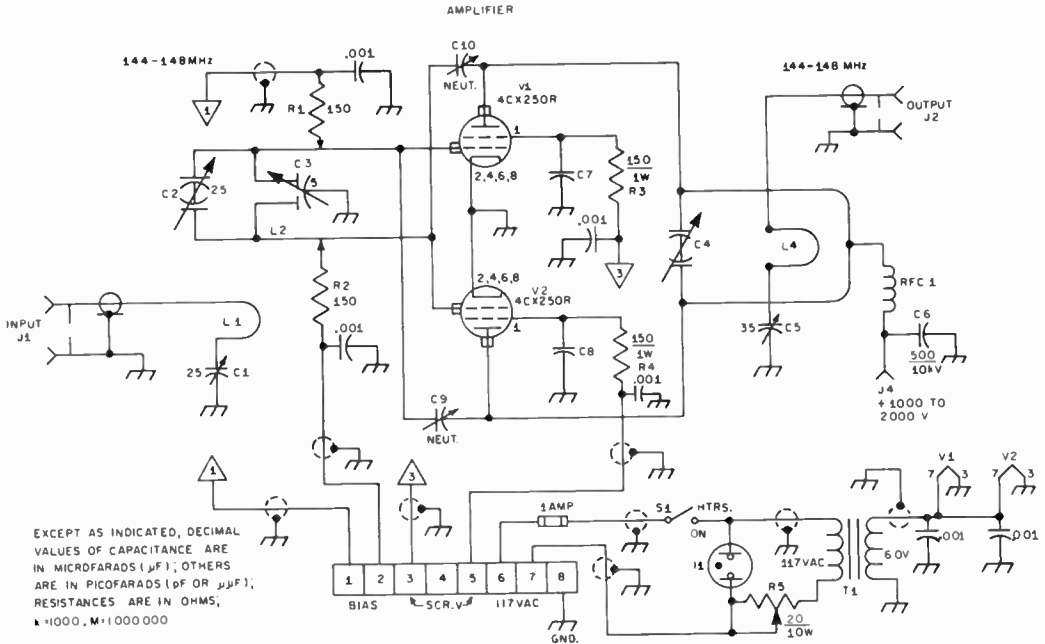 AMPLIFIER
144-148MHz
.001
C10
NEUT.
V1
4CX250R
144-148 MHz
OUTPUT
J2
1
R1
150
1
2,4,6,8
C7
150
1W
R3
C2
25
C3
5
L2
.001
3
C4
L4
RFC 1
R2
150
2,4,6,8
V2
4CX250R
1
INPUT
J1
L1
.001
C8
150
1W
R4
.001
35
C5
C6
500
10kV
25
C1
C9
NEUT.
J4
+1000 TO
2000 V
1
3
V1
V2
7
3
7
3
1AMP
S1
HTRS.
ON
EXCEPT AS INDICATED, DECIMAL
VALUES OF CAPACITANCE ARE
IN MICROFARADS (µF); OTHERS
ARE IN PICOFARADS (pF OR µµF);
RESISTANCES ARE IN OHMS;
k=1000, M=1000000
I1
117VAC
6.0V
.001
.001
T1
1
2
3
4
5
6
7
8
BIAS
SCR.V
117VAC
R5
20
10W
GND.